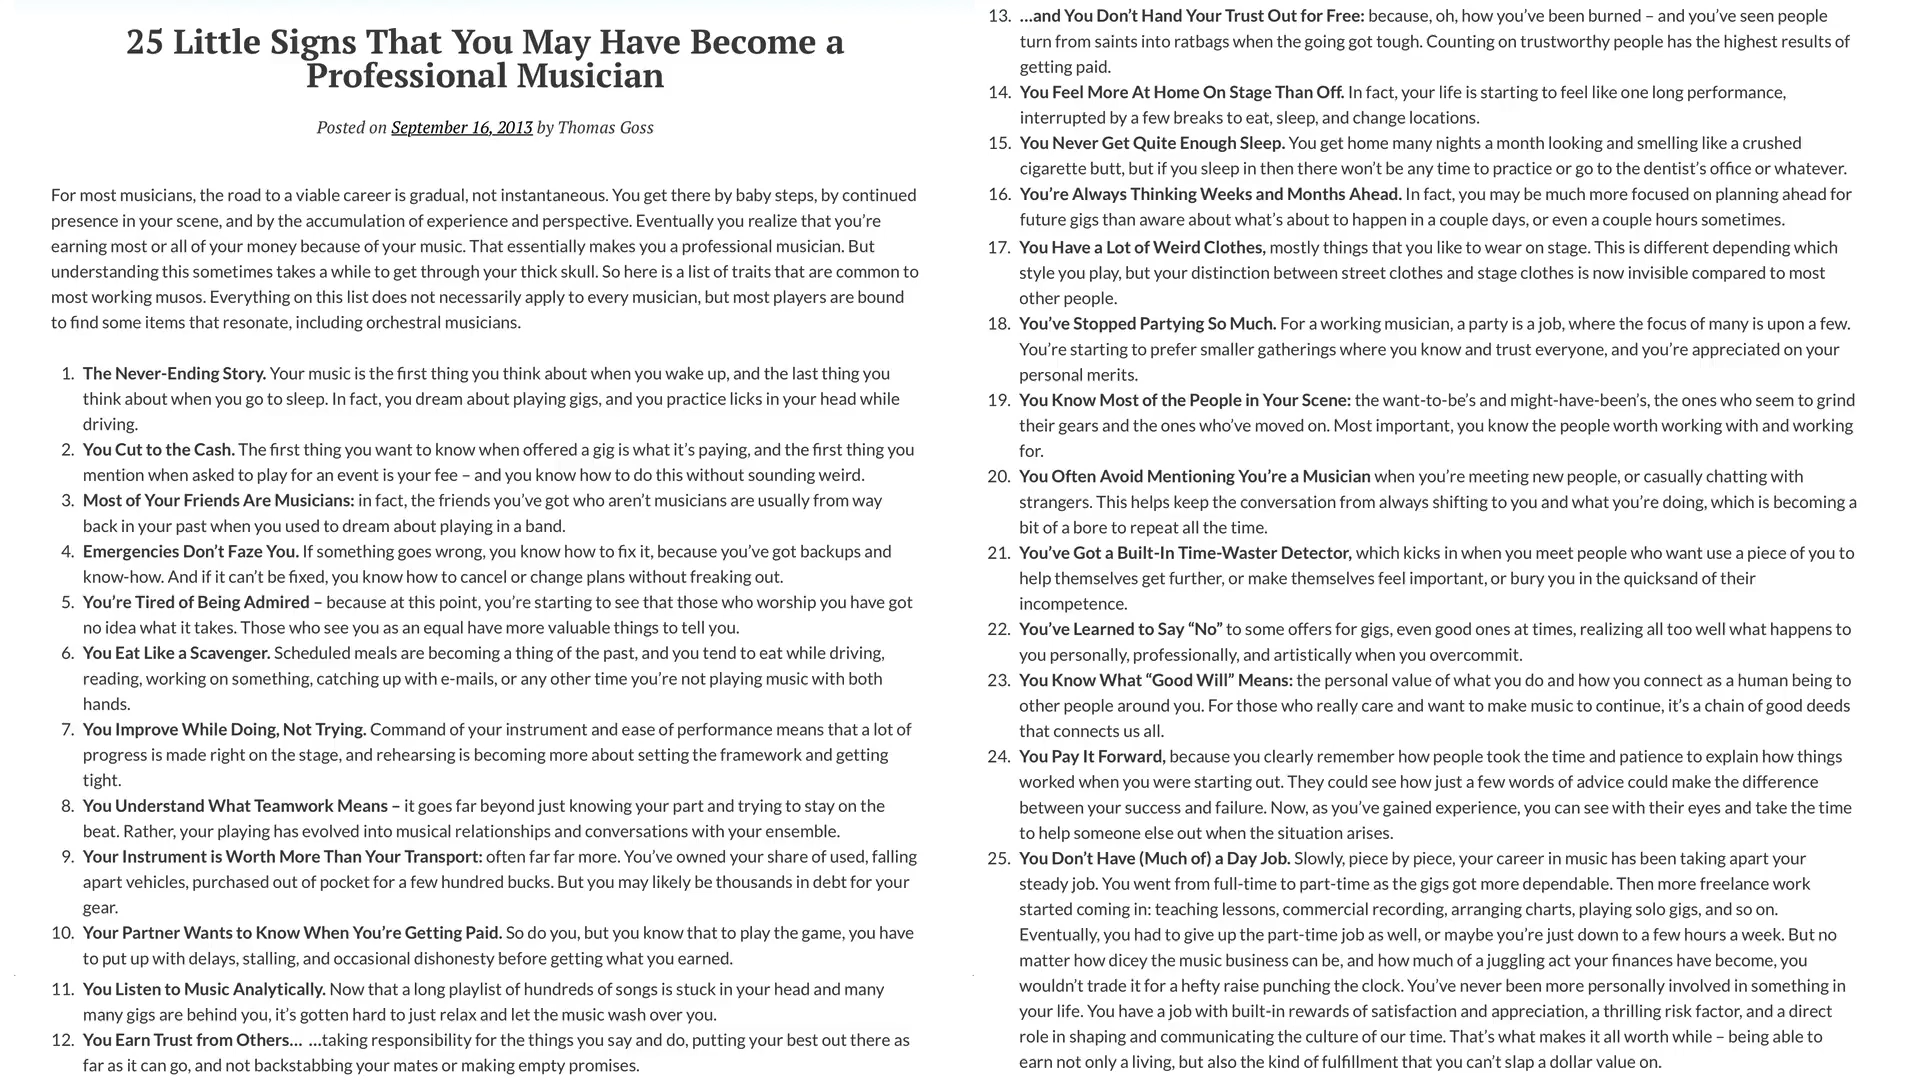 25 Little Signs That You May Have Become a
Professional Musician
Posted on September 16, 2013 by Thomas Goss
For most musicians, the road to a viable career is gradual, not instantaneous. You get there by baby steps, by continued
presence in your scene, and by the accumulation of experience and perspective. Eventually you realize that you’re
earning most or all of your money because of your music. That essentially makes you a professional musician. But
understanding this sometimes takes a while to get through your thick skull. So here is a list of traits that are common to
most working musos. Everything on this list does not necessarily apply to every musician, but most players are bound
to find some items that resonate, including orchestral musicians.
1. The Never-Ending Story. Your music is the first thing you think about when you wake up, and the last thing you
think about when you go to sleep. In fact, you dream about playing gigs, and you practice licks in your head while
driving.
2. You Cut to the Cash. The first thing you want to know when offered a gig is what it’s paying, and the first thing you
mention when asked to play for an event is your fee – and you know how to do this without sounding weird.
3. Most of Your Friends Are Musicians: in fact, the friends you’ve got who aren’t musicians are usually from way
back in your past when you used to dream about playing in a band.
4. Emergencies Don’t Faze You. If something goes wrong, you know how to fix it, because you’ve got backups and
know-how. And if it can’t be fixed, you know how to cancel or change plans without freaking out.
5. You’re Tired of Being Admired – because at this point, you’re starting to see that those who worship you have got
no idea what it takes. Those who see you as an equal have more valuable things to tell you.
6. You Eat Like a Scavenger. Scheduled meals are becoming a thing of the past, and you tend to eat while driving,
reading, working on something, catching up with e-mails, or any other time you’re not playing music with both
hands.
7. You Improve While Doing, Not Trying. Command of your instrument and ease of performance means that a lot of
progress is made right on the stage, and rehearsing is becoming more about setting the framework and getting
tight.
8. You Understand What Teamwork Means – it goes far beyond just knowing your part and trying to stay on the
beat. Rather, your playing has evolved into musical relationships and conversations with your ensemble.
9. Your Instrument is Worth More Than Your Transport: often far far more. You’ve owned your share of used, falling
apart vehicles, purchased out of pocket for a few hundred bucks. But you may likely be thousands in debt for your
gear.
10. Your Partner Wants to Know When You’re Getting Paid. So do you, but you know that to play the game, you have
to put up with delays, stalling, and occasional dishonesty before getting what you earned.
11. You Listen to Music Analytically. Now that a long playlist of hundreds of songs is stuck in your head and many
many gigs are behind you, it’s gotten hard to just relax and let the music wash over you.
12. You Earn Trust from Others… …taking responsibility for the things you say and do, putting your best out there as
far as it can go, and not backstabbing your mates or making empty promises.
13. …and You Don’t Hand Your Trust Out for Free: because, oh, how you’ve been burned – and you’ve seen people
turn from saints into ratbags when the going got tough. Counting on trustworthy people has the highest results of
getting paid.
14. You Feel More At Home On Stage Than Off. In fact, your life is starting to feel like one long performance,
interrupted by a few breaks to eat, sleep, and change locations.
15. You Never Get Quite Enough Sleep. You get home many nights a month looking and smelling like a crushed
cigarette butt, but if you sleep in then there won’t be any time to practice or go to the dentist’s office or whatever.
16. You’re Always Thinking Weeks and Months Ahead. In fact, you may be much more focused on planning ahead for
future gigs than aware about what’s about to happen in a couple days, or even a couple hours sometimes.
17. You Have a Lot of Weird Clothes, mostly things that you like to wear on stage. This is different depending which
style you play, but your distinction between street clothes and stage clothes is now invisible compared to most
other people.
18. You’ve Stopped Partying So Much. For a working musician, a party is a job, where the focus of many is upon a few.
You’re starting to prefer smaller gatherings where you know and trust everyone, and you’re appreciated on your
personal merits.
19. You Know Most of the People in Your Scene: the want-to-be’s and might-have-been’s, the ones who seem to grind
their gears and the ones who’ve moved on. Most important, you know the people worth working with and working
for.
20. You Often Avoid Mentioning You’re a Musician when you’re meeting new people, or casually chatting with
strangers. This helps keep the conversation from always shifting to you and what you’re doing, which is becoming a
bit of a bore to repeat all the time.
21. You’ve Got a Built-In Time-Waster Detector, which kicks in when you meet people who want use a piece of you to
help themselves get further, or make themselves feel important, or bury you in the quicksand of their
incompetence.
22. You’ve Learned to Say “No” to some offers for gigs, even good ones at times, realizing all too well what happens to
you personally, professionally, and artistically when you overcommit.
23. You Know What “Good Will” Means: the personal value of what you do and how you connect as a human being to
other people around you. For those who really care and want to make music to continue, it’s a chain of good deeds
that connects us all.
24. You Pay It Forward, because you clearly remember how people took the time and patience to explain how things
worked when you were starting out. They could see how just a few words of advice could make the difference
between your success and failure. Now, as you’ve gained experience, you can see with their eyes and take the time
to help someone else out when the situation arises.
25. You Don’t Have (Much of) a Day Job. Slowly, piece by piece, your career in music has been taking apart your
steady job. You went from full-time to part-time as the gigs got more dependable. Then more freelance work
started coming in: teaching lessons, commercial recording, arranging charts, playing solo gigs, and so on.
Eventually, you had to give up the part-time job as well, or maybe you’re just down to a few hours a week. But no
matter how dicey the music business can be, and how much of a juggling act your finances have become, you
wouldn’t trade it for a hefty raise punching the clock. You’ve never been more personally involved in something in
your life. You have a job with built-in rewards of satisfaction and appreciation, a thrilling risk factor, and a direct
role in shaping and communicating the culture of our time. That’s what makes it all worth while – being able to
earn not only a living, but also the kind of fulfillment that you can’t slap a dollar value on.